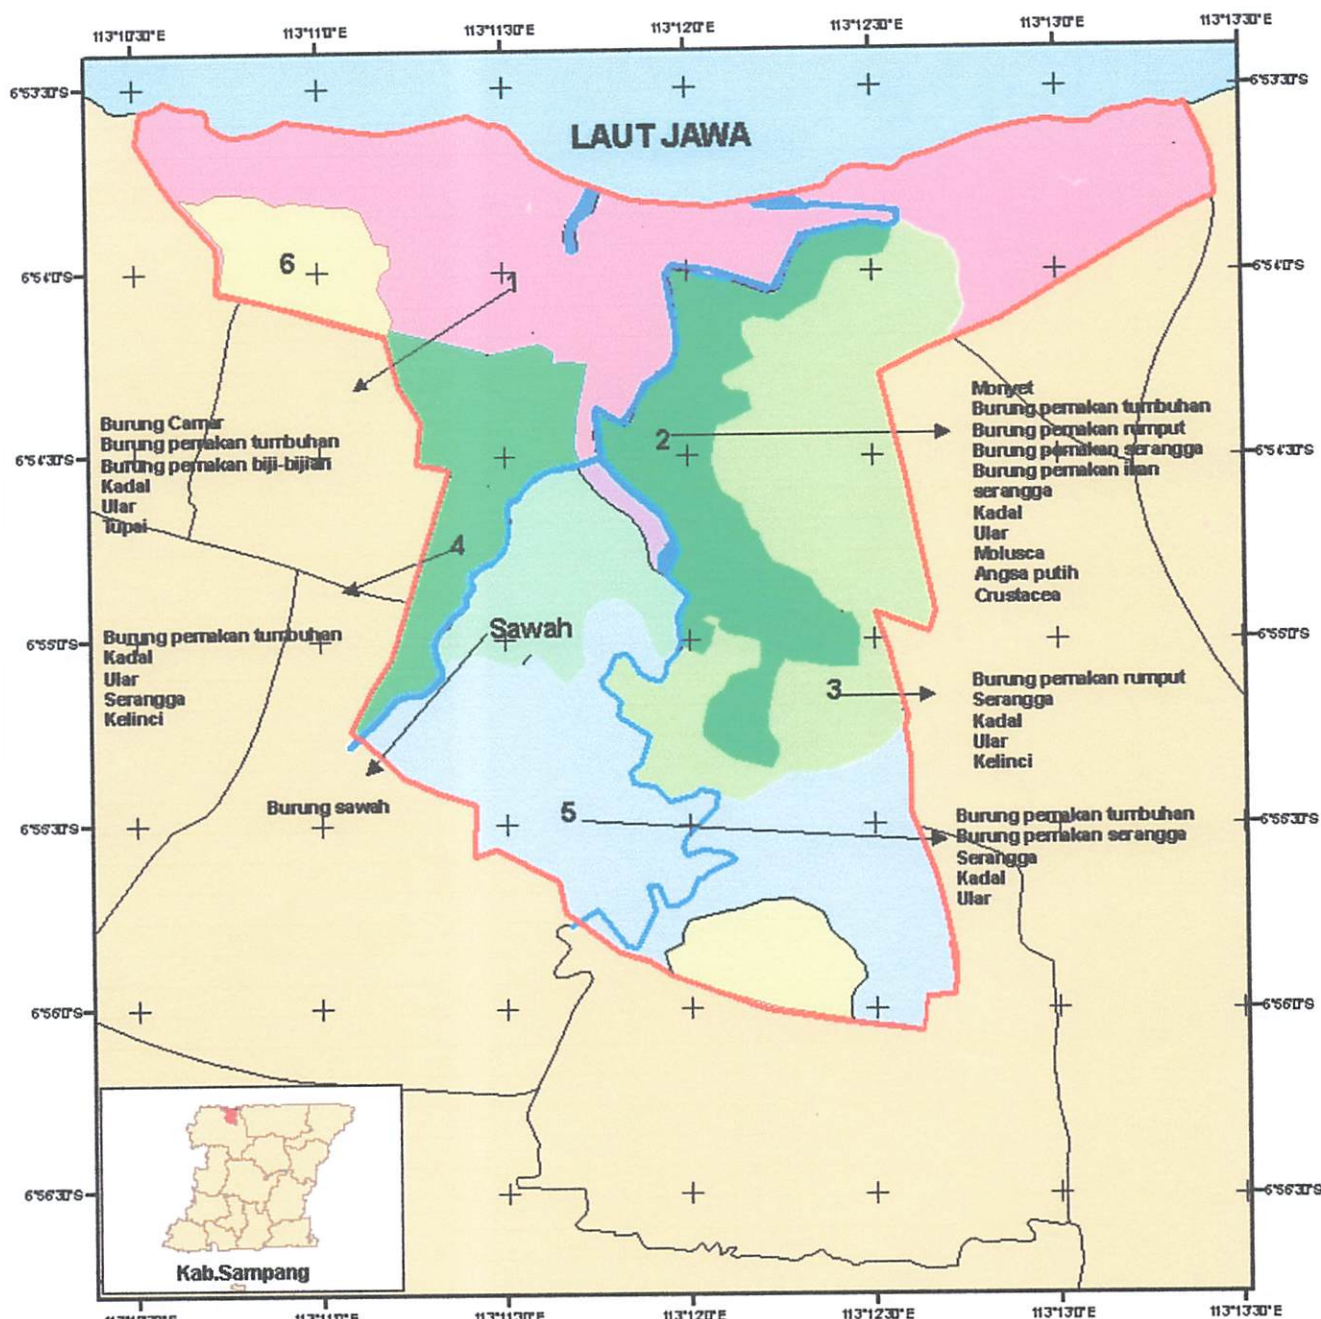 113°10'30"E 113°11'0"E 113°11'30"E 113°12'0"E 113°12'30"E 113°13'0"E 113°13'30"E
6°53'30"S 6°53'30"S
LAUT JAWA
6°54'0"S 6°54'0"S
6
1
Monyet
Burung pemakan tumbuhan
Burung pemakan rumput
Burung pemakan serangga
Burung pemakan ikan
serangga
Kadal
Ular
Molusca
Angsa putih
Crustacea
2
Burung Camar
Burung pemakan tumbuhan
Burung pemakan biji-bijian
Kadal
Ular
Tupai
6°54'30"S 6°54'30"S
4
Sawah
Burung pemakan tumbuhan
Kadal
Ular
Serangga
Kelinci
6°55'0"S 6°55'0"S
3
Burung pemakan rumput
Serangga
Kadal
Ular
Kelinci
Burung sawah
5
Burung pemakan tumbuhan
Burung pemakan serangga
Serangga
Kadal
Ular
6°55'30"S 6°55'30"S
6°56'0"S 6°56'0"S
6°56'30"S 6°56'30"S
Kab.Sampang
113°11'0"E 113°11'30"E 113°12'0"E 113°12'30"E 113°13'0"E 113°13'30"E